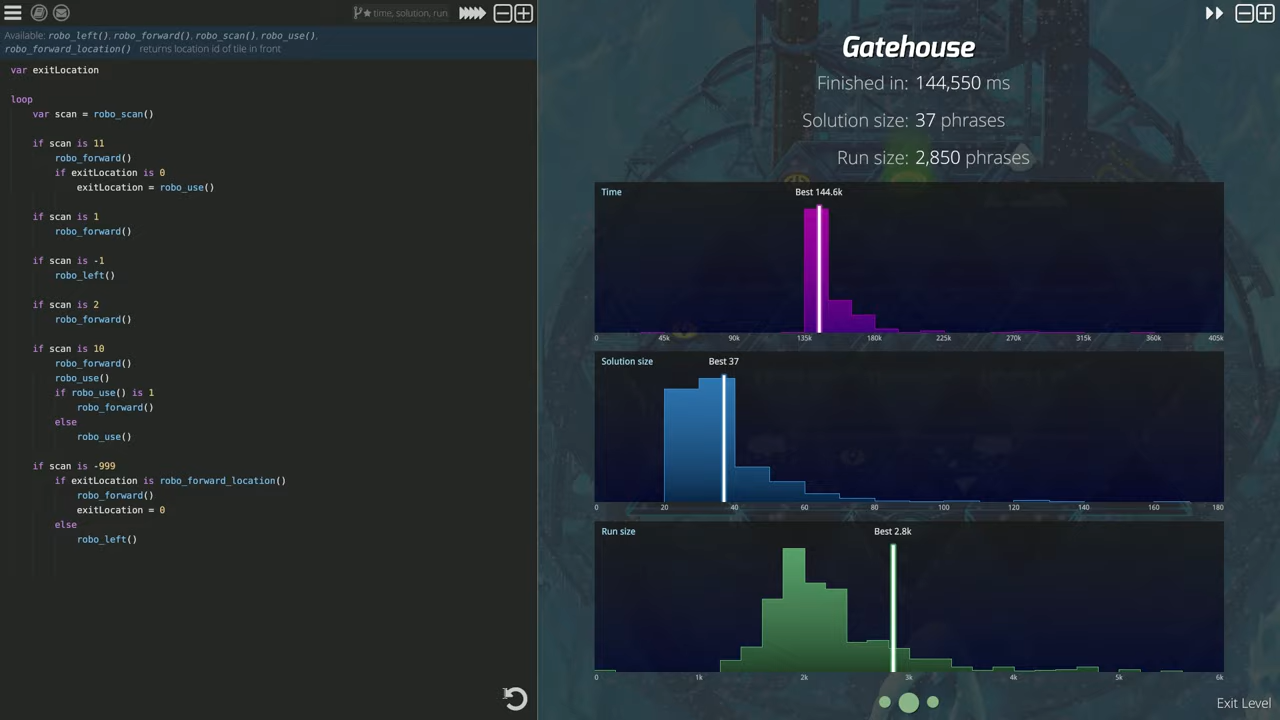 time, solution, run
Available: robo_left(), robo_forward(), robo_scan(), robo_use(),
robo_forward_location() returns location id of tile in front
var exitLocation
loop
var scan = robo_scan()
if scan is 11
robo_forward()
if exitLocation is 0
exitLocation = robo_use()
if scan is 1
robo_forward()
if scan is -1
robo_left()
if scan is 2
robo_forward()
if scan is 10
robo_forward()
robo_use()
if robo_use() is 1
robo_forward()
else
robo_use()
if scan is -999
if exitLocation is robo_forward_location()
robo_forward()
exitLocation = 0
else
robo_left()
Gatehouse
Finished in: 144,550 ms
Solution size: 37 phrases
Run size: 2,850 phrases
Time
Best 144.6k
0 45k 90k 135k 180k 225k 270k 315k 360k 405k
Solution size
Best 37
0 20 40 60 80 100 120 140 160 180
Run size
Best 2.8k
0 1k 2k 3k 4k 5k 6k
Exit Level